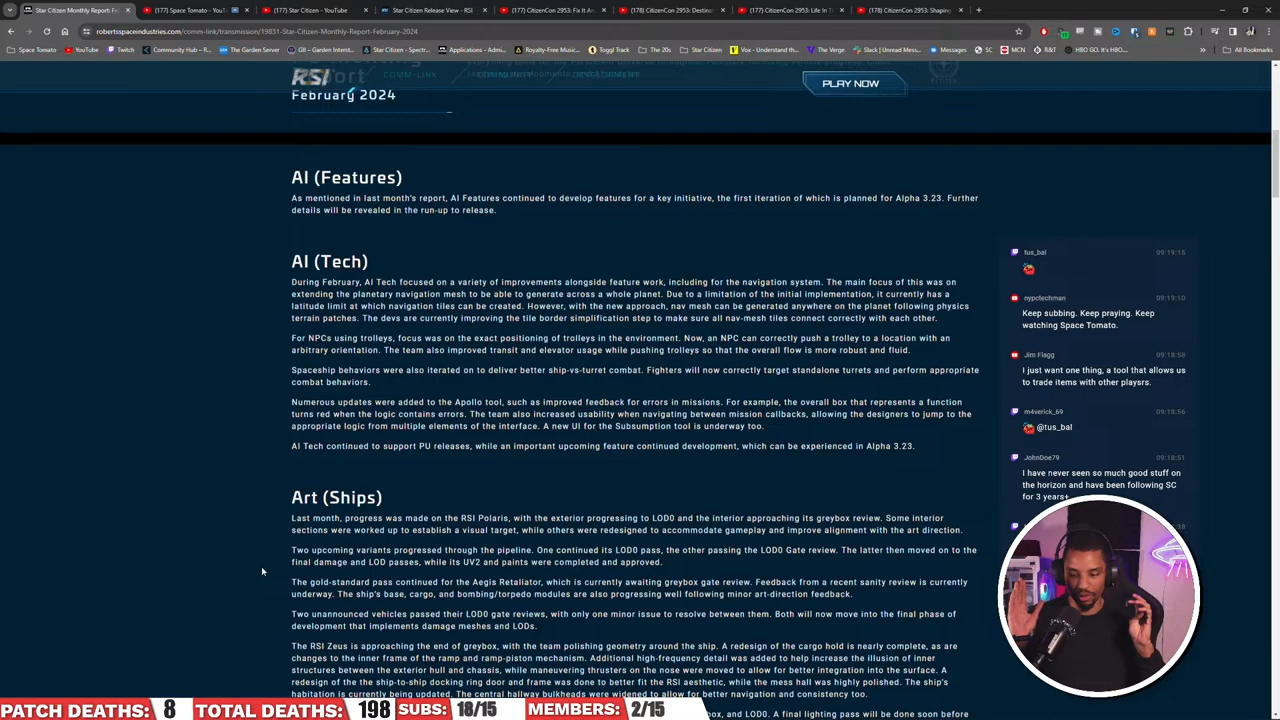 Star Citizen Monthly Report: Febr
(177) Space Tomato - YouTu
(177) Star Citizen - YouTube
Star Citizen Release View - RSI
(177) CitizenCon 2953: Fix It An
(178) CitizenCon 2953: Destinat
(177) CitizenCon 2953: Life In T
(178) CitizenCon 2953: Shaping
robertsspaceindustries.com/comm-link/transmission/19831-Star-Citizen-Monthly-Report-February-2024
Space Tomato
YouTube
Gll – Garden Interst...
Star Citizen - Spectr...
Applications - Admi...
Royalty-Free Music...
Toggl Track
The 20s
Star Citizen
Vox - Understand th...
The Verge
Slack | Unread Mess...
Messages
SC
MCN
R&T
HBO GO. It's HBO...
Twitch
All Bookmarks
RSI
port
COMM-LINK
PLAY NOW
February 2024
AI (Features)
As mentioned in last month's report, AI Features continued to develop features for a key initiative, the first iteration of which is planned for Alpha 3.23. Further
details will be revealed in the run-up to release.
AI (Tech)
During February, AI Tech focused on a variety of improvements alongside feature work, including for the navigation system. The main focus of this was on
extending the planetary navigation mesh to be able to generate across a whole planet. Due to a limitation of the initial implementation, it currently has a
latitude limit at which navigation tiles can be created. However, with the new approach, nav mesh can be generated anywhere on the planet following physics
terrain patches. The devs are currently improving the tile border simplification step to make sure all nav-mesh tiles connect correctly with each other.
For NPCs using trolleys, focus was on the exact positioning of trolleys in the environment. Now, an NPC can correctly push a trolley to a location with an
arbitrary orientation. The team also improved transit and elevator usage while pushing trolleys so that the overall flow is more robust and fluid.
Spaceship behaviors were also iterated on to deliver better ship-vs-turret combat. Fighters will now correctly target standalone turrets and perform appropriate
combat behaviors.
Numerous updates were added to the Apollo tool, such as improved feedback for errors in missions. For example, the overall box that represents a function
turns red when the logic contains errors. The team also increased usability when navigating between mission callbacks, allowing the designers to jump to the
appropriate logic from multiple elements of the interface. A new UI for the Subsumption tool is underway too.
AI Tech continued to support PU releases, while an important upcoming feature continued development, which can be experienced in Alpha 3.23.
Art (Ships)
Last month, progress was made on the RSI Polaris, with the exterior progressing to LOD0 and the interior approaching its greybox review. Some interior
sections were worked up to establish a visual target, while others were redesigned to accommodate gameplay and improve alignment with the art direction.
Two upcoming variants progressed through the pipeline. One continued its LOD0 pass, the other passing the LOD0 Gate review. The latter then moved on to the
final damage and LOD passes, while its UV2 and paints were completed and approved.
The gold-standard pass continued for the Aegis Retaliator, which is currently awaiting greybox gate review. Feedback from a recent sanity review is currently
underway. The ship's base, cargo, and bombing/torpedo modules are also progressing well following minor art-direction feedback.
Two unannounced vehicles passed their LOD0 gate reviews, with only one minor issue to resolve between them. Both will now move into the final phase of
development that implements damage meshes and LODs.
The RSI Zeus is approaching the end of greybox, with the team polishing geometry around the ship. A redesign of the cargo hold is nearly complete, as are
changes to the inner frame of the ramp and ramp-piston mechanism. Additional high-frequency detail was added to help increase the illusion of inner
structures between the exterior hull and chassis, while maneuvering thrusters on the nose were moved to allow for better integration into the surface. A
redesign of the the ship-to-ship docking ring door and frame was done to better fit the RSI aesthetic, while the mess hall was highly polished. The ship's
habitation is currently being updated. The central hallway bulkheads were widened to allow for better navigation and consistency too.
box, and LOD0. A final lighting pass will be done soon before
tus_bal 09:19:15
nypctechman 09:19:10
Keep subbing. Keep praying. Keep
watching Space Tomato.
Jim Flagg 09:18:58
I just want one thing, a tool that allows us
to trade items with other playsrs.
m4verick_69 09:18:56
@tus_bal
JohnDoe79 09:18:51
I have never seen so much good stuff on
the horizon and have been following SC
for 3 years+
PATCH DEATHS: 8
TOTAL DEATHS: 198
SUBS: 18/15
MEMBERS: 2/15